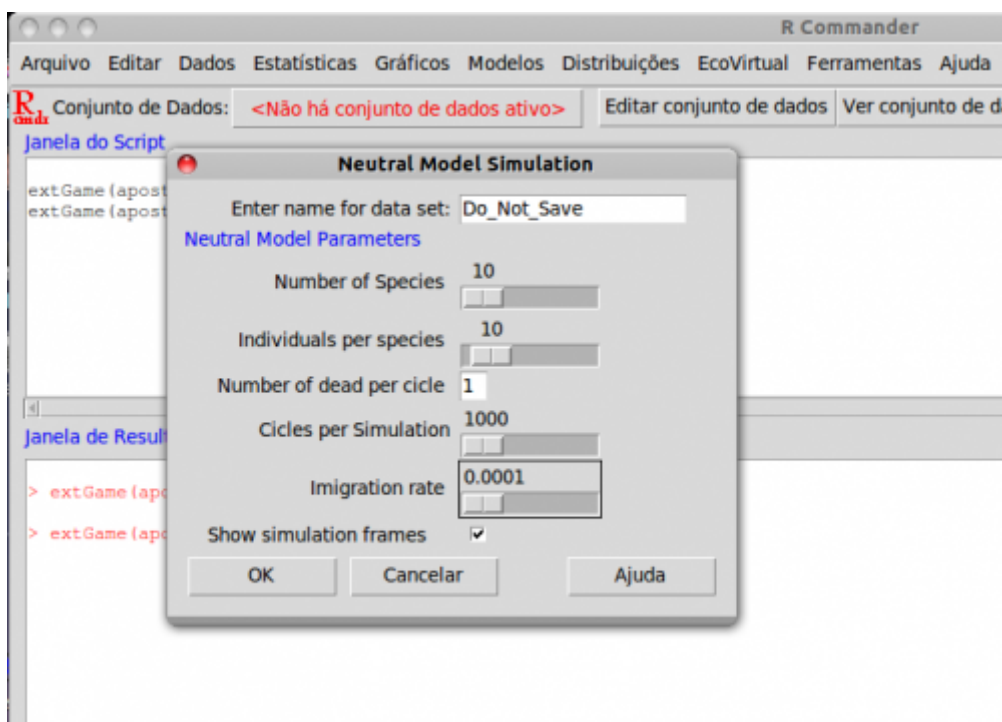 R Commander
Arquivo Editar Dados Estatísticas Gráficos Modelos Distribuições EcoVirtual Ferramentas Ajuda
R cmdr Conjunto de Dados: <Não há conjunto de dados ativo> Editar conjunto de dados Ver conjunto de d
Janela do Script
Neutral Model Simulation
extGame(apost
extGame(apost
Enter name for data set: Do_Not_Save
Neutral Model Parameters
Number of Species 10
Individuals per species 10
Number of dead per cicle 1
Cicles per Simulation 1000
Janela de Result
Imigration rate 0.0001
> extGame(apo
> extGame(apo
Show simulation frames
OK Cancelar Ajuda